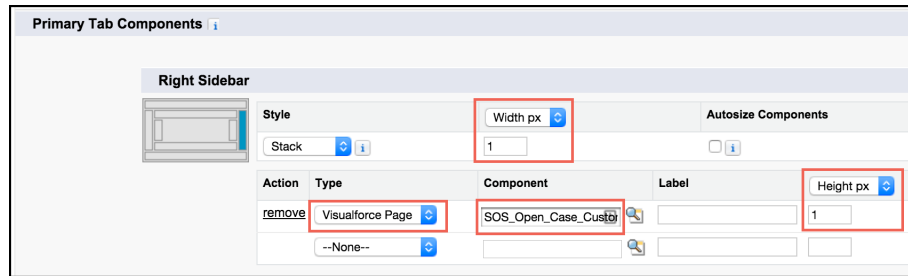 Primary Tab Components i
Right Sidebar
Style Width px Autosize Components
Stack i 1 i
Action Type Component Label Height px
remove Visualforce Page SOS_Open_Case_Custor 1
--None--